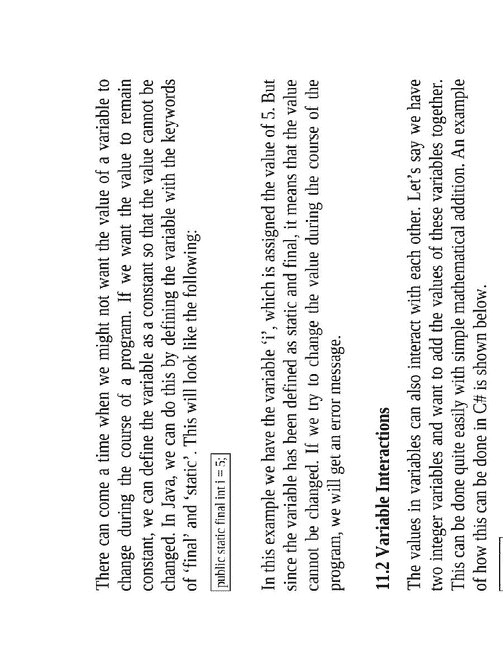 There can come a time when we might not want the value of a variable to
change during the course of a program. If we want the value to remain
constant, we can define the variable as a constant so that the value cannot be
changed. In Java, we can do this by defining the variable with the keywords
of ‘final’ and ‘static’. This will look like the following:
public static final int i = 5;
In this example we have the variable ‘i’, which is assigned the value of 5. But
since the variable has been defined as static and final, it means that the value
cannot be changed. If we try to change the value during the course of the
program, we will get an error message.
11.2 Variable Interactions
The values in variables can also interact with each other. Let’s say we have
two integer variables and want to add the values of these variables together.
This can be done quite easily with simple mathematical addition. An example
of how this can be done in C# is shown below.